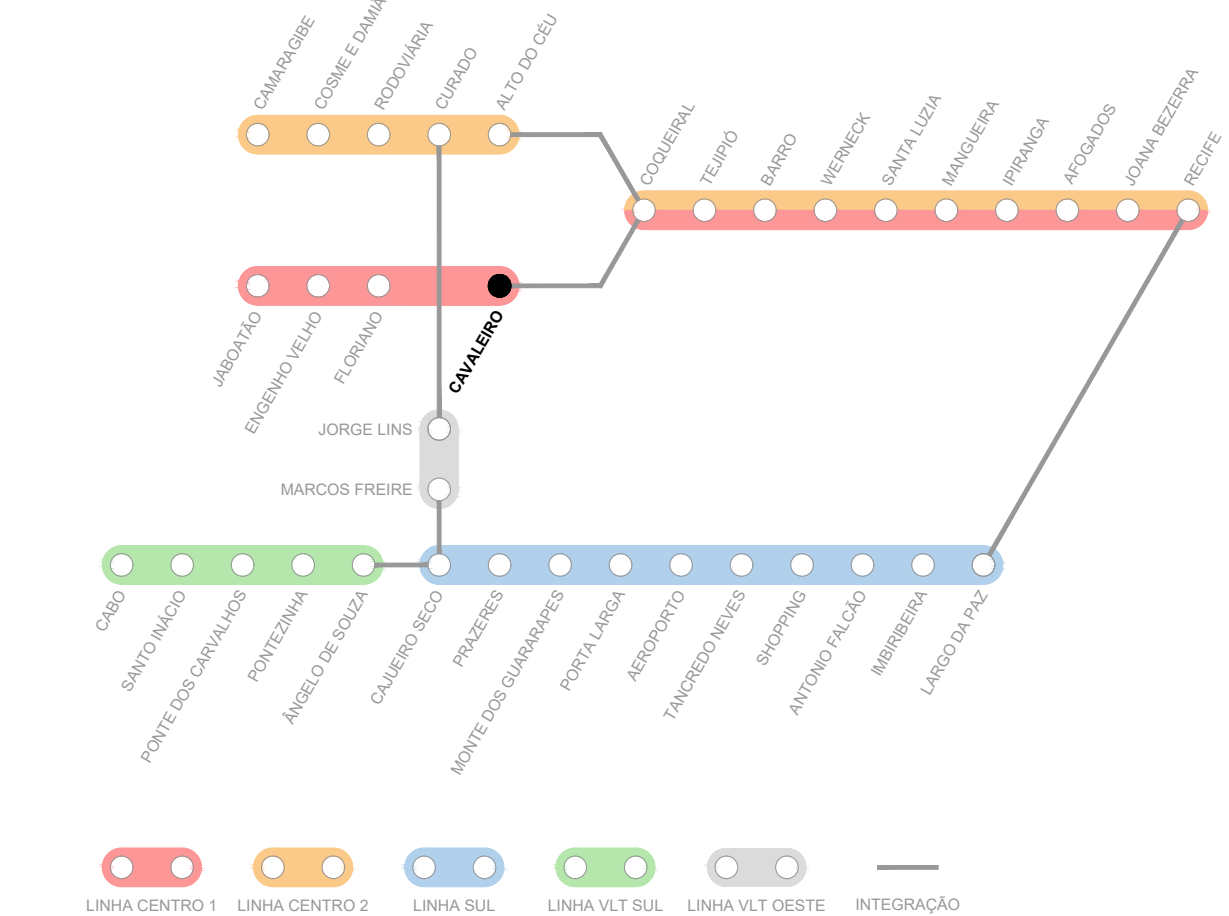 CAMARAGIBE
COSME E DAMIÃ
RODOVIÁRIA
CURADO
ALTO DO CÉU
COQUEIRAL
TEJIPIÓ
BARRO
WERNECK
SANTA LUZIA
MANGUEIRA
IPIRANGA
AFOGADOS
JOANA BEZERRA
RECIFE
JABOATÃO
ENGENHO VELHO
FLORIANO
CAVALEIRO
JORGE LINS
MARCOS FREIRE
CABO
SANTO INÁCIO
PONTE DOS CARVALHOS
PONTEZINHA
ÂNGELO DE SOUZA
CAJUEIRO SECO
PRAZERES
MONTE DOS GUARARAPES
PORTA LARGA
AEROPORTO
TANCREDO NEVES
SHOPPING
ANTONIO FALCÃO
IMBIRIBEIRA
LARGO DA PAZ
LINHA CENTRO 1
LINHA CENTRO 2
LINHA SUL
LINHA VLT SUL
LINHA VLT OESTE
INTEGRAÇÃO